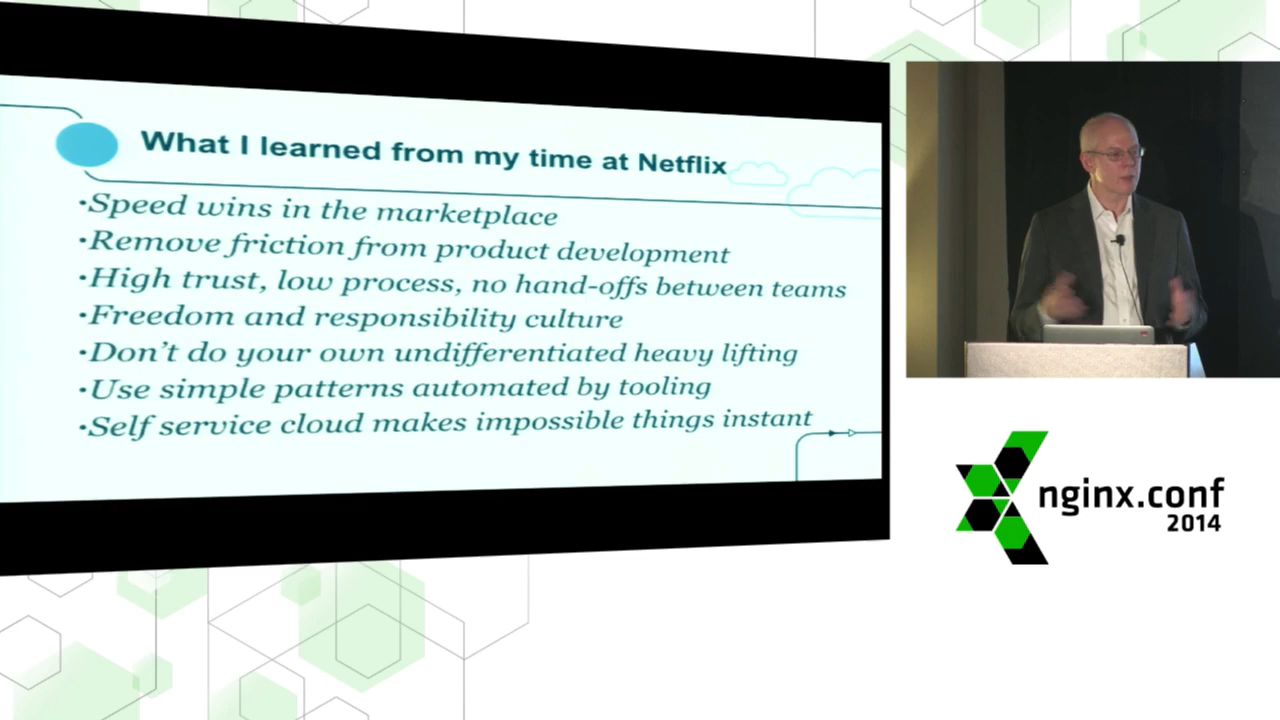 What I learned from my time at Netflix
•Speed wins in the marketplace
•Remove friction from product development
•High trust, low process, no hand-offs between teams
•Freedom and responsibility culture
•Don’t do your own undifferentiated heavy lifting
•Use simple patterns automated by tooling
•Self service cloud makes impossible things instant
nginx.conf
2014